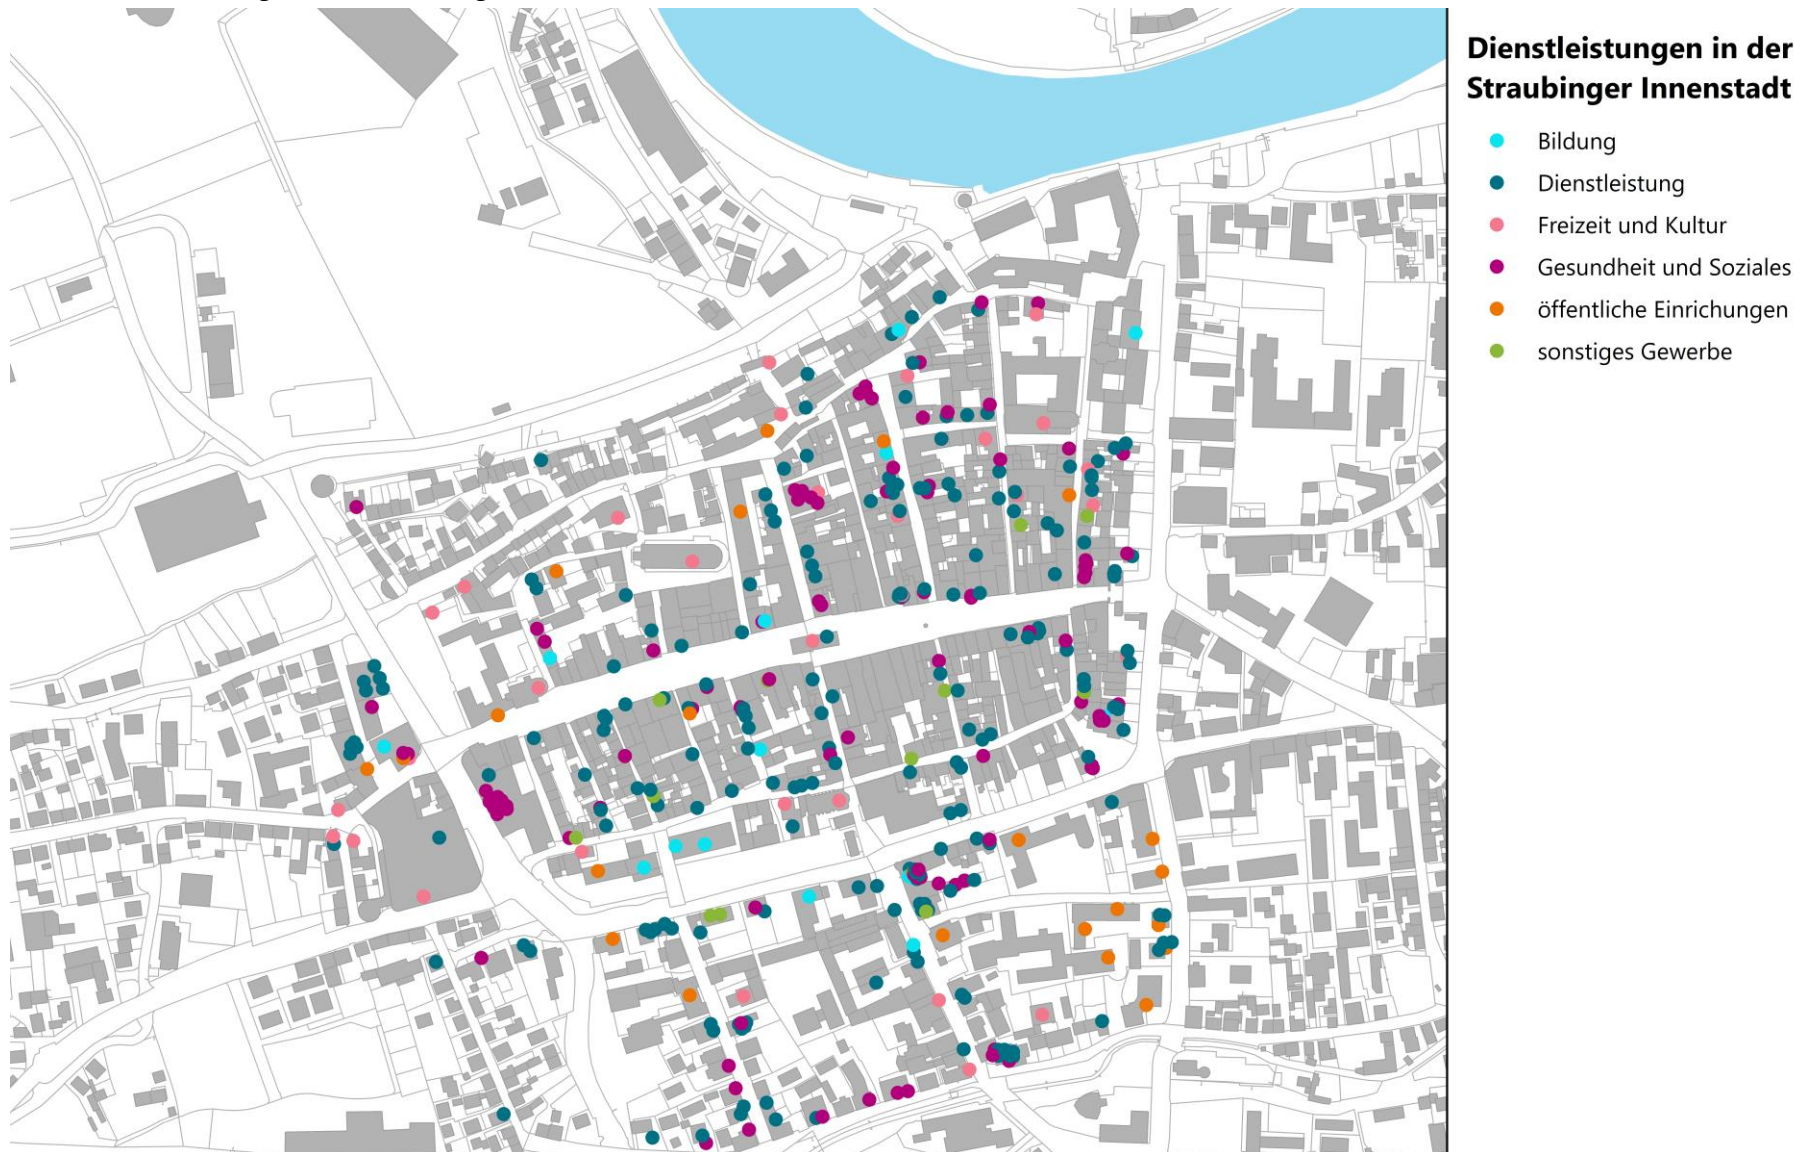 Dienstleistungen in der
Straubinger Innenstadt
Bildung
Dienstleistung
Freizeit und Kultur
Gesundheit und Soziales
öffentliche Einrichungen
sonstiges Gewerbe